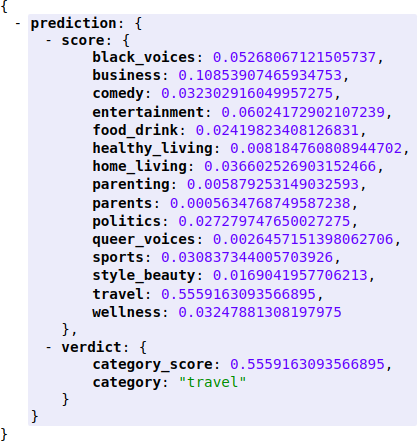 {
- prediction: {
- score: {
black_voices: 0.05268067121505737,
business: 0.10853907465934753,
comedy: 0.032302916049957275,
entertainment: 0.06024172902107239,
food_drink: 0.02419823408126831,
healthy_living: 0.008184760808944702,
home_living: 0.036602526903152466,
parenting: 0.005879253149032593,
parents: 0.0005634768749587238,
politics: 0.027279747650027275,
queer_voices: 0.0026457151398062706,
sports: 0.030837344005703926,
style_beauty: 0.0169041957706213,
travel: 0.5559163093566895,
wellness: 0.03247881308197975
},
- verdict: {
category_score: 0.5559163093566895,
category: "travel"
}
}
}